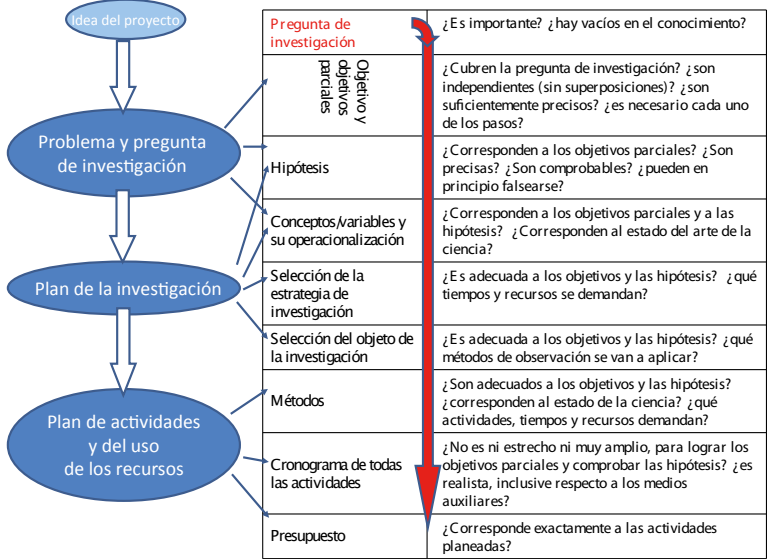 Idea del proyecto
Problema y pregunta
de investigación
Plan de la investigación
Plan de actividades
y del uso
de los recursos
Pregunta de
investigación
¿Es importante? ¿hay vacíos en el conocimiento?
Objetivo y
objetivos
parciales
¿Cubren la pregunta de investigación? ¿son
independientes (sin superposiciones)? ¿son
suficientemente precisos? ¿es necesario cada uno
de los pasos?
Hipótesis
¿Corresponden a los objetivos parciales? ¿Son
precisas? ¿Son comprobables? ¿pueden en
principio falsearse?
Conceptos/variables y
su operacionalización
¿Corresponden a los objetivos parciales y a las
hipótesis? ¿Corresponden al estado del arte de la
ciencia?
Selección de la
estrategia de
investigación
¿Es adecuada a los objetivos y las hipótesis? ¿qué
tiempos y recursos se demandan?
Selección del objeto de
la investigación
¿Es adecuada a los objetivos y las hipótesis? ¿qué
métodos de observación se van a aplicar?
Métodos
¿Son adecuados a los objetivos y las hipótesis?
¿corresponden al estado de la ciencia? ¿qué
actividades, tiempos y recursos demandan?
Cronograma de todas
las actividades
¿No es ni estrecho ni muy amplio, para lograr los
objetivos parciales y comprobar las hipótesis? ¿es
realista, inclusive respecto a los medios
auxiliares?
Presupuesto
¿Corresponde exactamente a las actividades
planeadas?